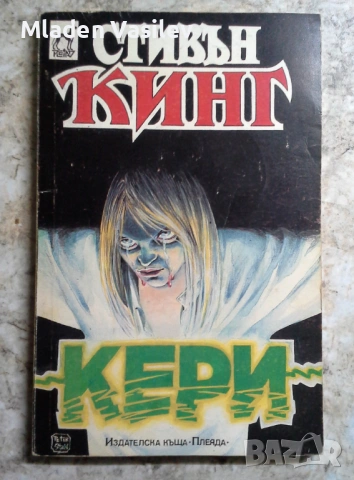 Mladen Vasilev
СТИВЪН
КИНГ
КЕРИ
ИЗДАТЕЛСКА КЪЩА «ПЛЕЯДА»
BAZAR